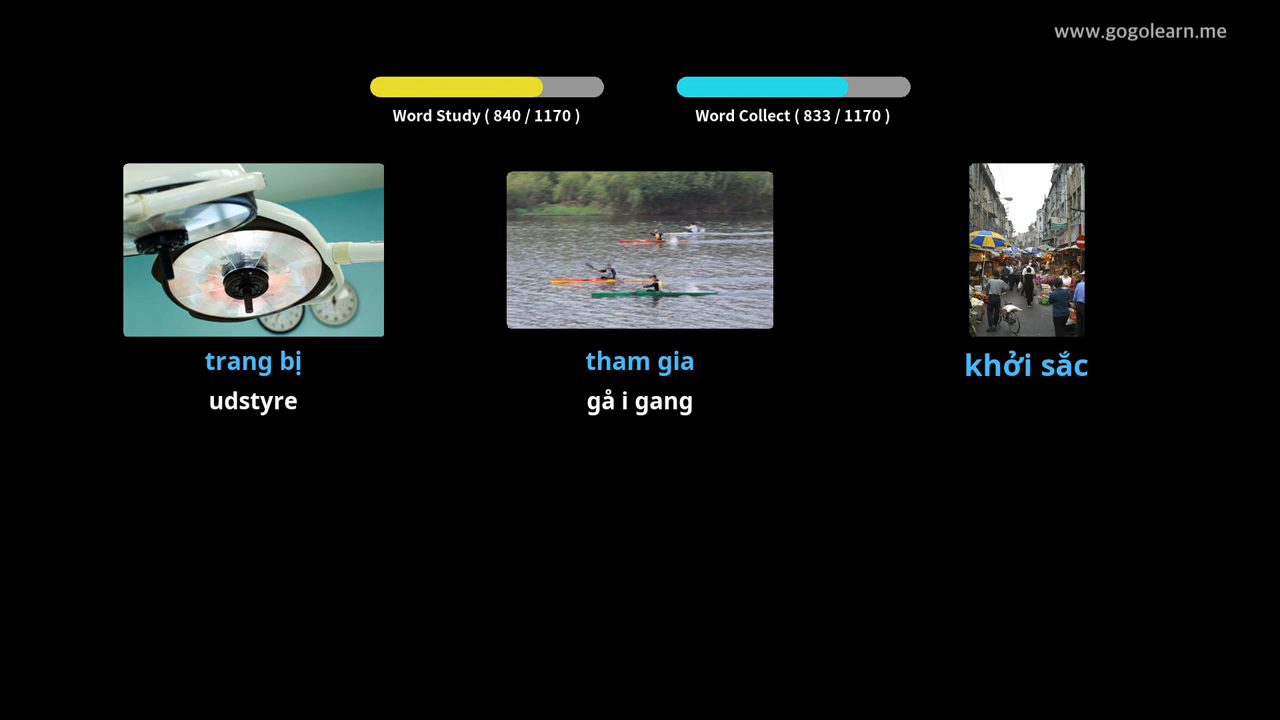 www.gogolearn.me
Word Study ( 840 / 1170 )
Word Collect ( 833 / 1170 )
trang bị
tham gia
khởi sắc
udstyre
gå i gang